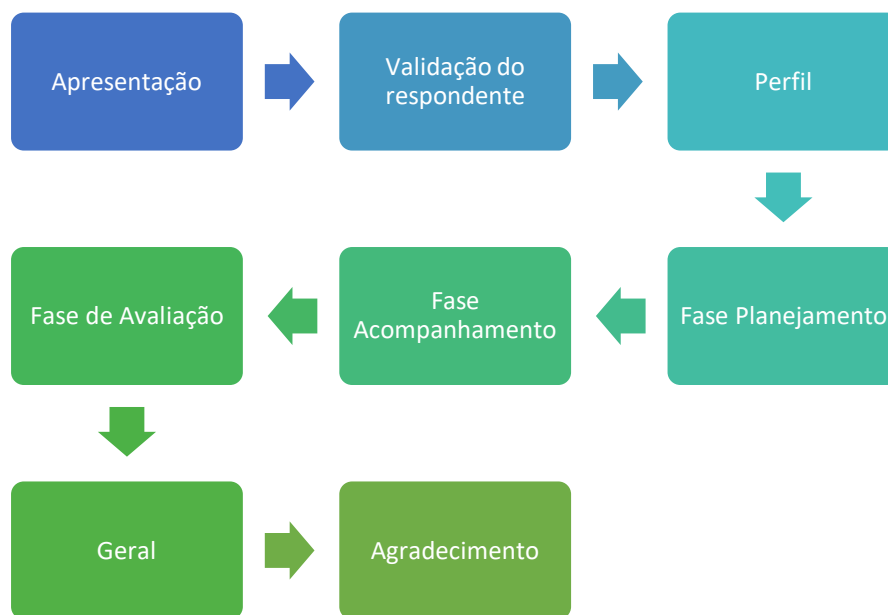 Apresentação
Validação do
respondente
Perfil
Fase Planejamento
Fase
Acompanhamento
Fase de Avaliação
Geral
Agradecimento